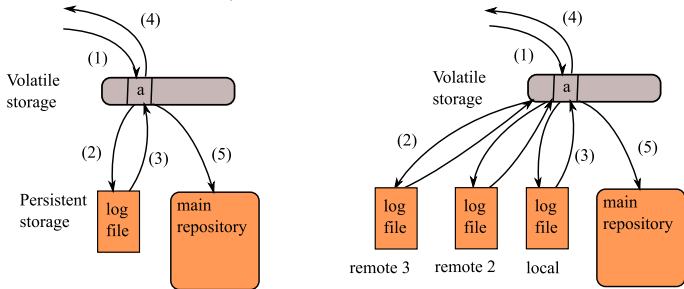 (4)
(1)
Volatile
storage
a
(2)
(3)
(5)
Persistent
storage
log
file
main
repository
(4)
(1)
Volatile
storage
a
(2)
(3)
(5)
log
file
log
file
log
file
main
repository
remote 3
remote 2
local